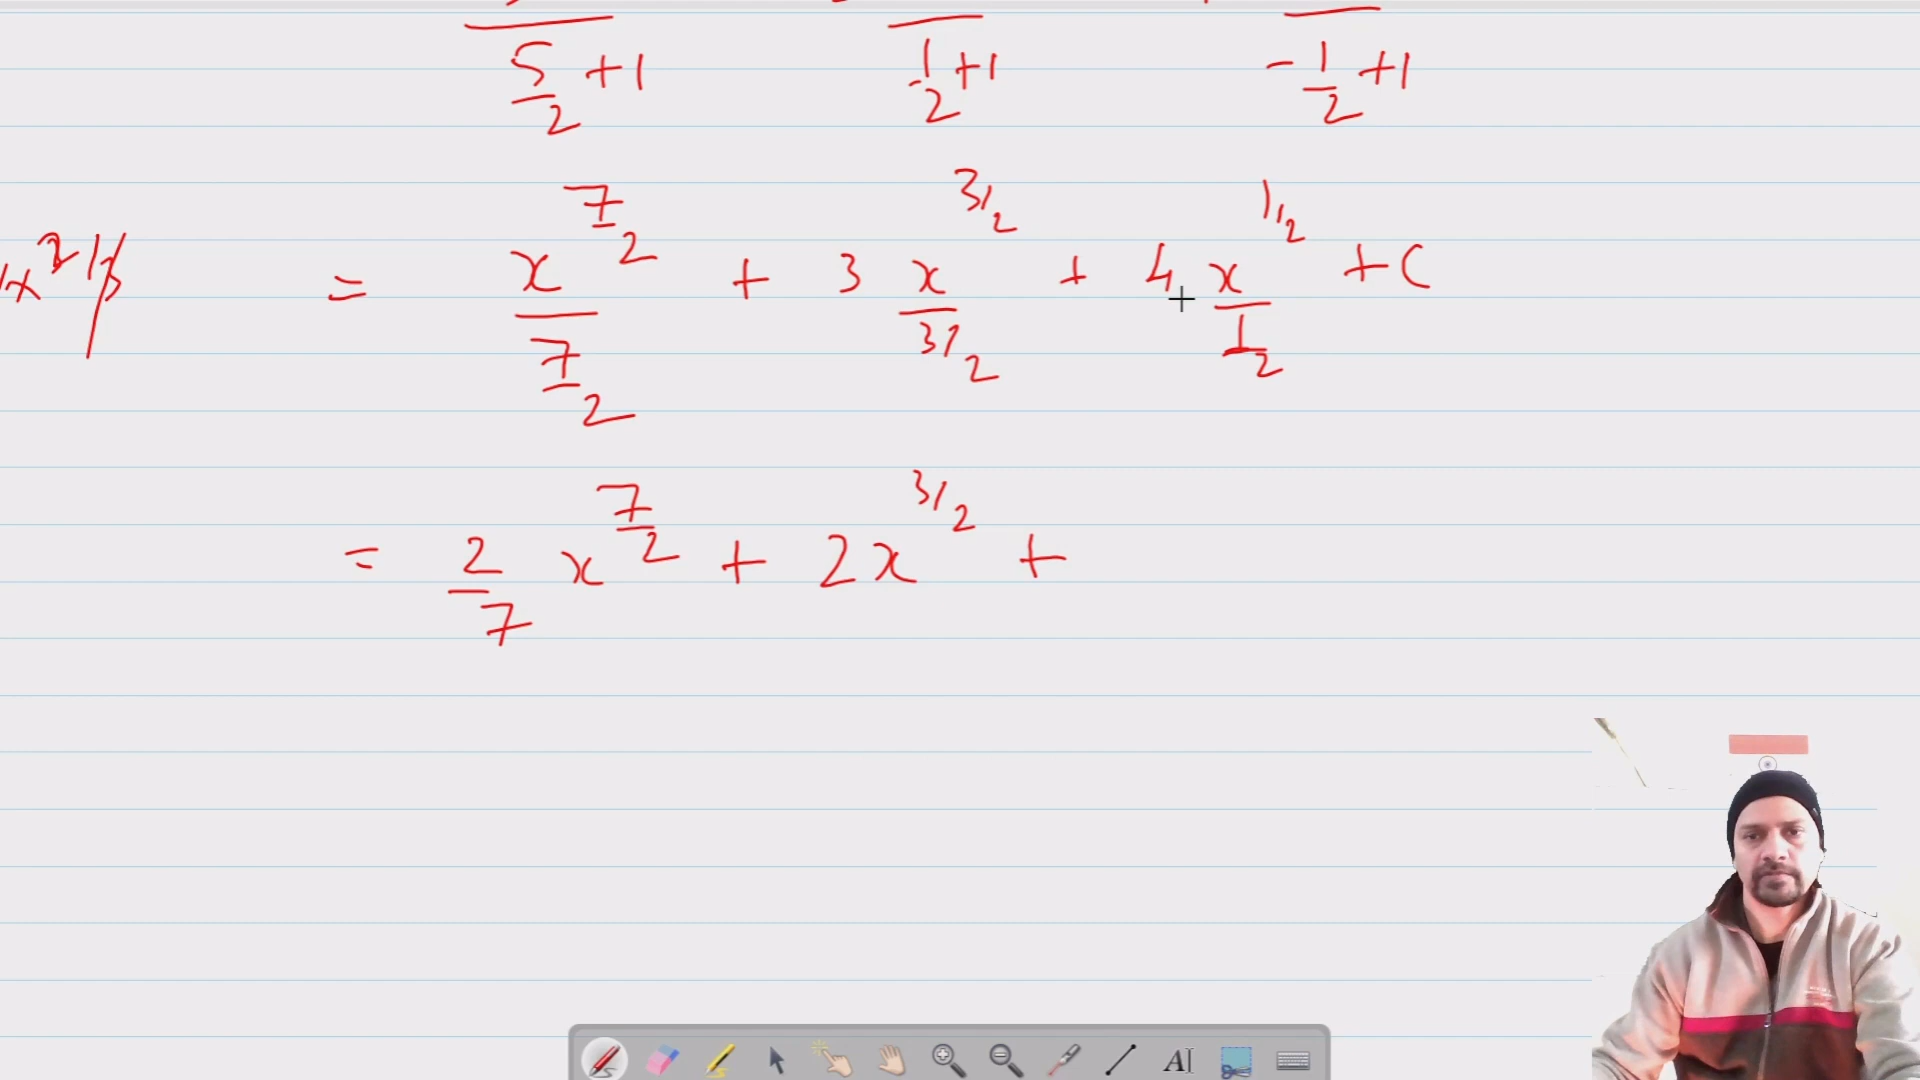 5/2 +1    1/2 +1    - 1/2 +1
= x^(7/2) / (7/2) + 3 x^(3/2) / (3/2) + 4 x^(1/2) / (1/2) + C
= 2/7 x^(7/2) + 2x^(3/2) +
AI